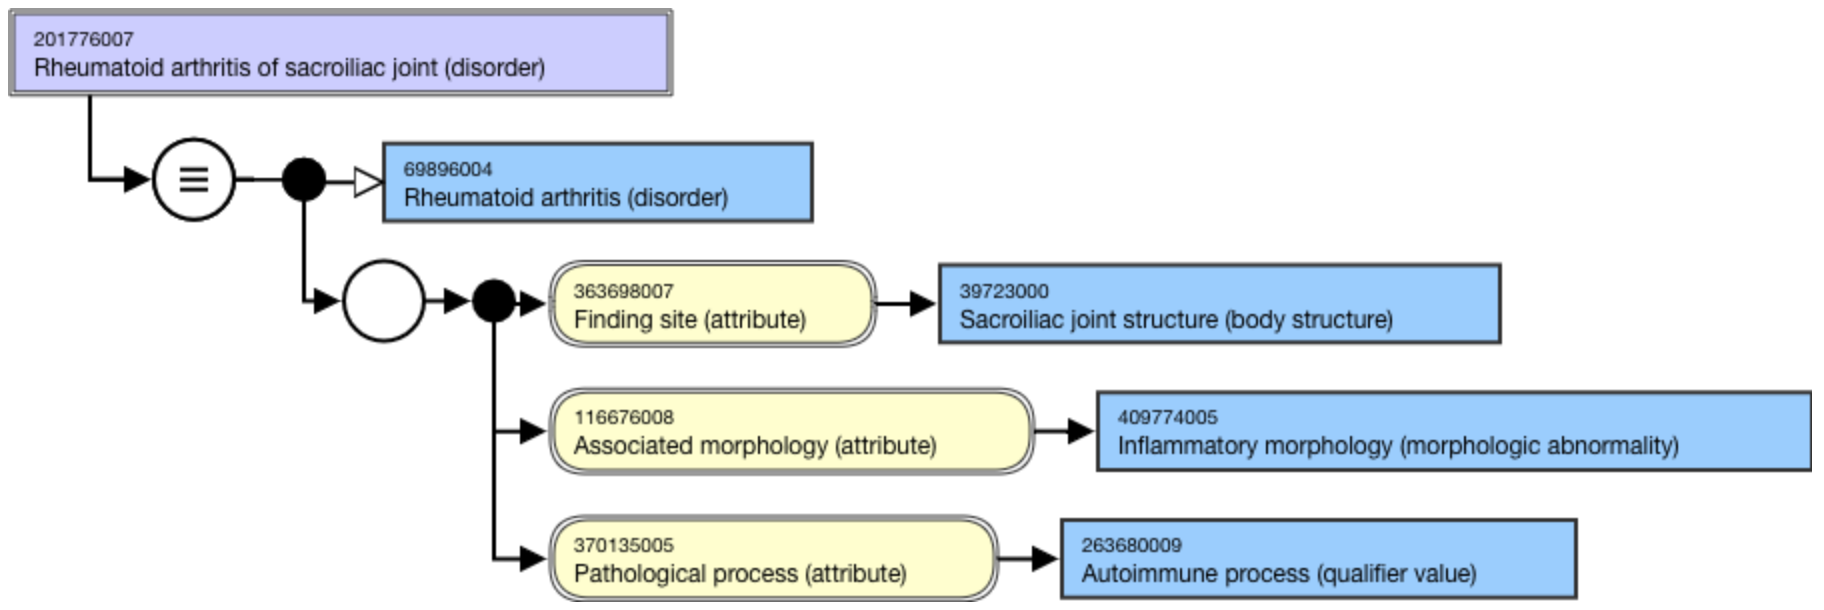 201776007
Rheumatoid arthritis of sacroiliac joint (disorder)
69896004
Rheumatoid arthritis (disorder)
363698007
Finding site (attribute)
39723000
Sacroiliac joint structure (body structure)
116676008
Associated morphology (attribute)
409774005
Inflammatory morphology (morphologic abnormality)
370135005
Pathological process (attribute)
263680009
Autoimmune process (qualifier value)